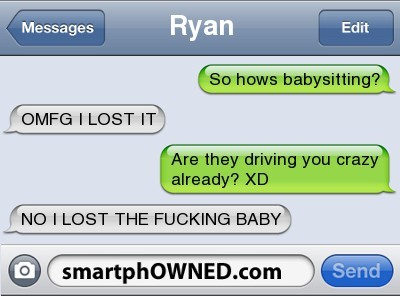 Messages
Ryan
Edit
So hows babysitting?
OMFG I LOST IT
Are they driving you crazy
already? XD
NO I LOST THE FUCKING BABY
smartphOWNED.com
Send